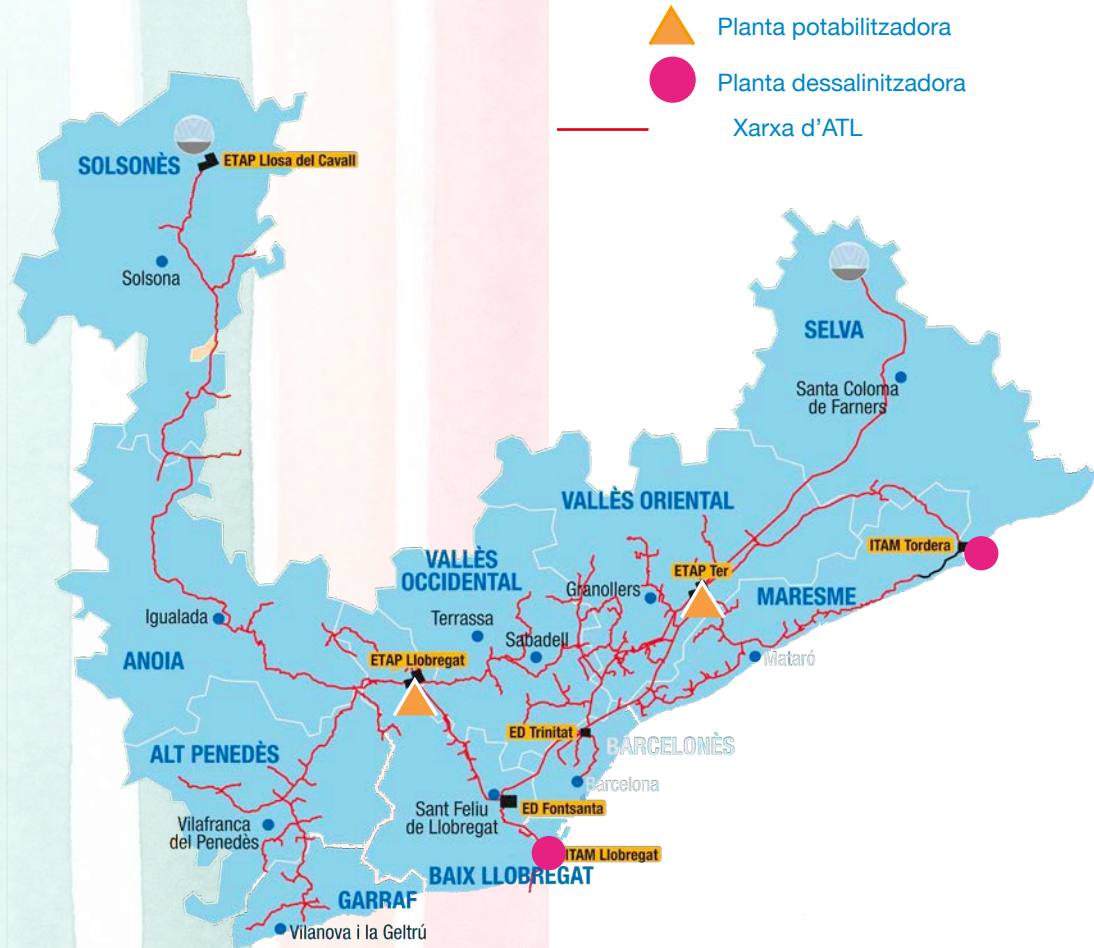 Planta potabilitzadora
Planta dessalinitzadora
Xarxa d'ATL
SOLSONÈS
ETAP Llosa del Cavall
Solsona
SELVA
Santa Coloma
de Farners
VALLÈS ORIENTAL
ITAM Tordera
VALLÈS
OCCIDENTAL
ETAP Ter
Granollers
MARESME
Igualada
Terrassa
Sabadell
ANOIA
ETAP Llobregat
Mataró
ED Trinitat
BARCELONÈS
ALT PENEDÈS
Barcelona
Sant Feliu
de Llobregat
ED Fontsanta
Vilafranca
del Penedès
ITAM Llobregat
BAIX LLOBREGAT
GARRAF
Vilanova i la Geltrú